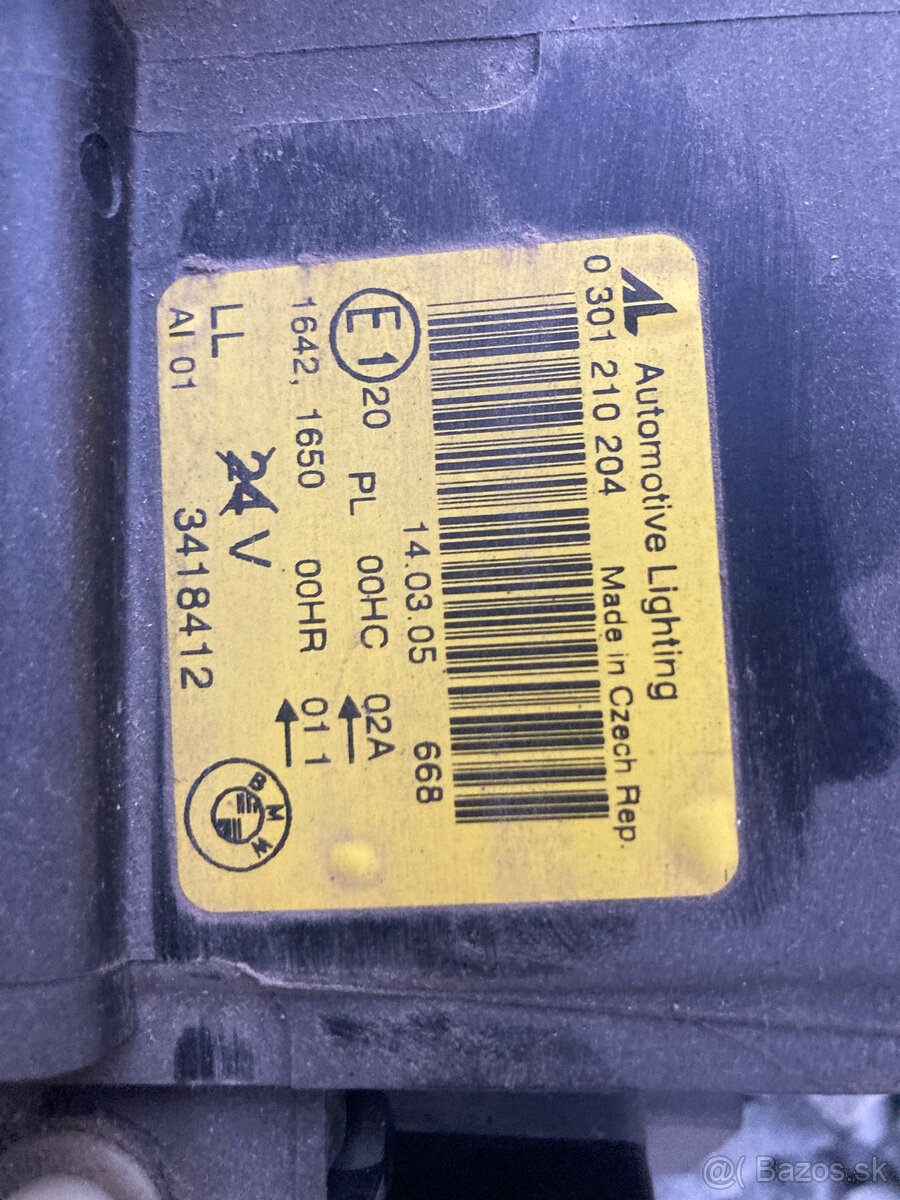 Automotive Lighting
0 301 210 204 Made in Czech Rep.
14.03.05 668
E1 20 PL 00HC 02A
1642, 1650 00HR 01 1
LL 24 V
AI 01 3418412
BMW
@( Bazos.sk